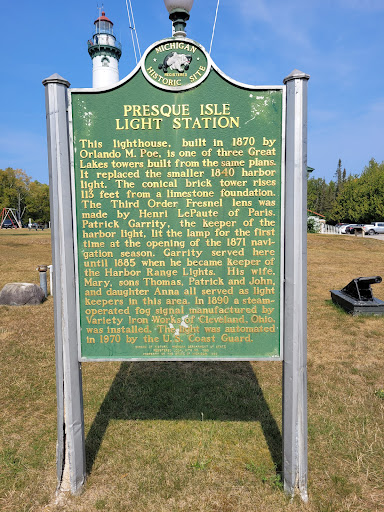 MICHIGAN
REGISTERED
HISTORIC SITE
PRESQUE ISLE
LIGHT STATION
This lighthouse, built in 1870 by
Orlando M. Poe, is one of three Great
Lakes towers built from the same plans.
It replaced the smaller 1840 harbor
light. The conical brick tower rises
113 feet from a limestone foundation.
The Third Order Fresnel lens was
made by Henri LePaute of Paris.
Patrick Garrity, the keeper of the
harbor light, lit the lamp for the first
time at the opening of the 1871 navi-
gation season. Garrity served here
until 1885 when he became keeper of
the Harbor Range Lights. His wife,
Mary, sons Thomas, Patrick and John,
and daughter Anna all served as light
keepers in this area. In 1890 a steam-
operated fog signal manufactured by
Variety Iron Works of Cleveland, Ohio,
was installed. The light was automated
in 1970 by the U.S. Coast Guard.